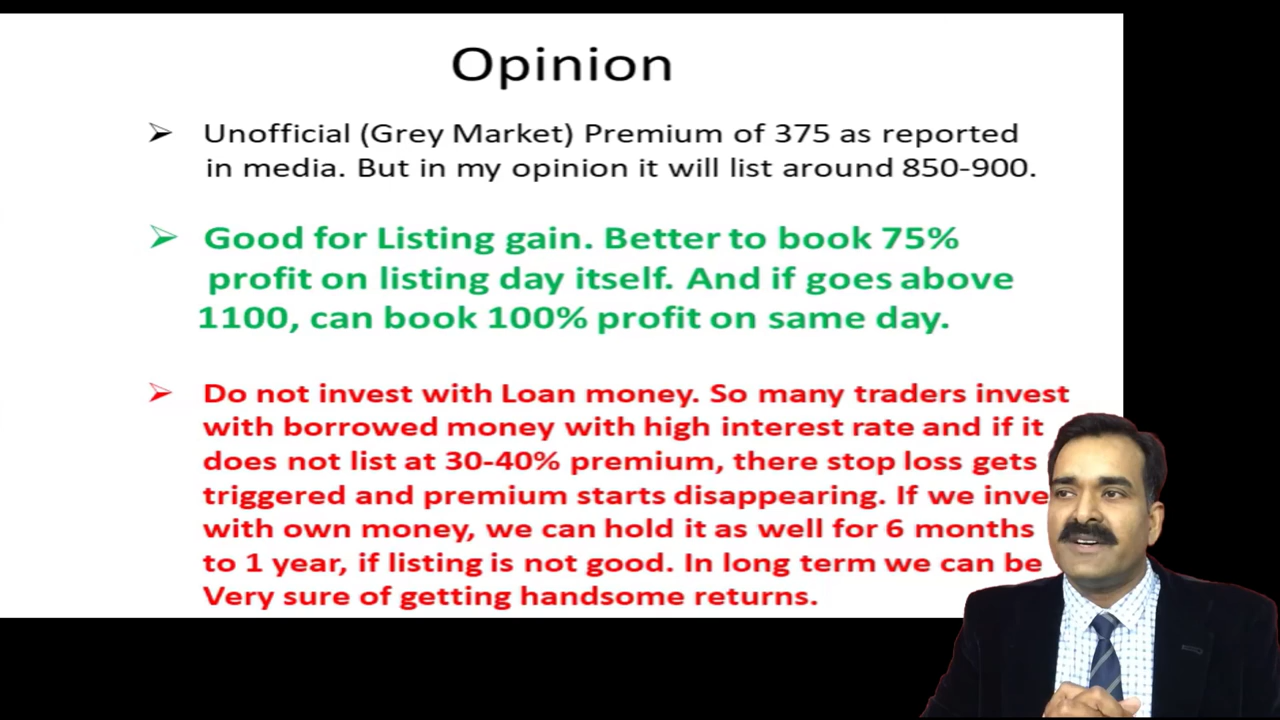 Opinion
➢ Unofficial (Grey Market) Premium of 375 as reported
in media. But in my opinion it will list around 850-900.
➢ Good for Listing gain. Better to book 75%
profit on listing day itself. And if goes above
1100, can book 100% profit on same day.
➢ Do not invest with Loan money. So many traders invest
with borrowed money with high interest rate and if it
does not list at 30-40% premium, there stop loss gets
triggered and premium starts disappearing. If we inve
with own money, we can hold it as well for 6 months
to 1 year, if listing is not good. In long term we can be
Very sure of getting handsome returns.